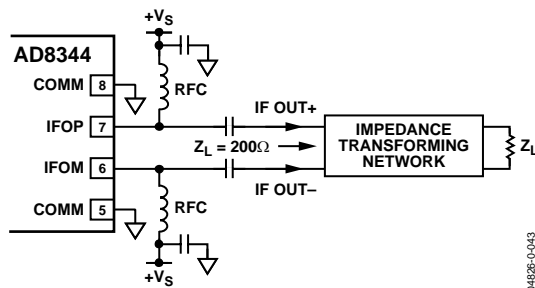 +VS
AD8344
COMM 8
RFC
IFOP 7
IF OUT+
ZL = 200Ω
IMPEDANCE
TRANSFORMING
NETWORK
ZL
IFOM 6
IF OUT–
COMM 5
RFC
+VS
04826-0-043